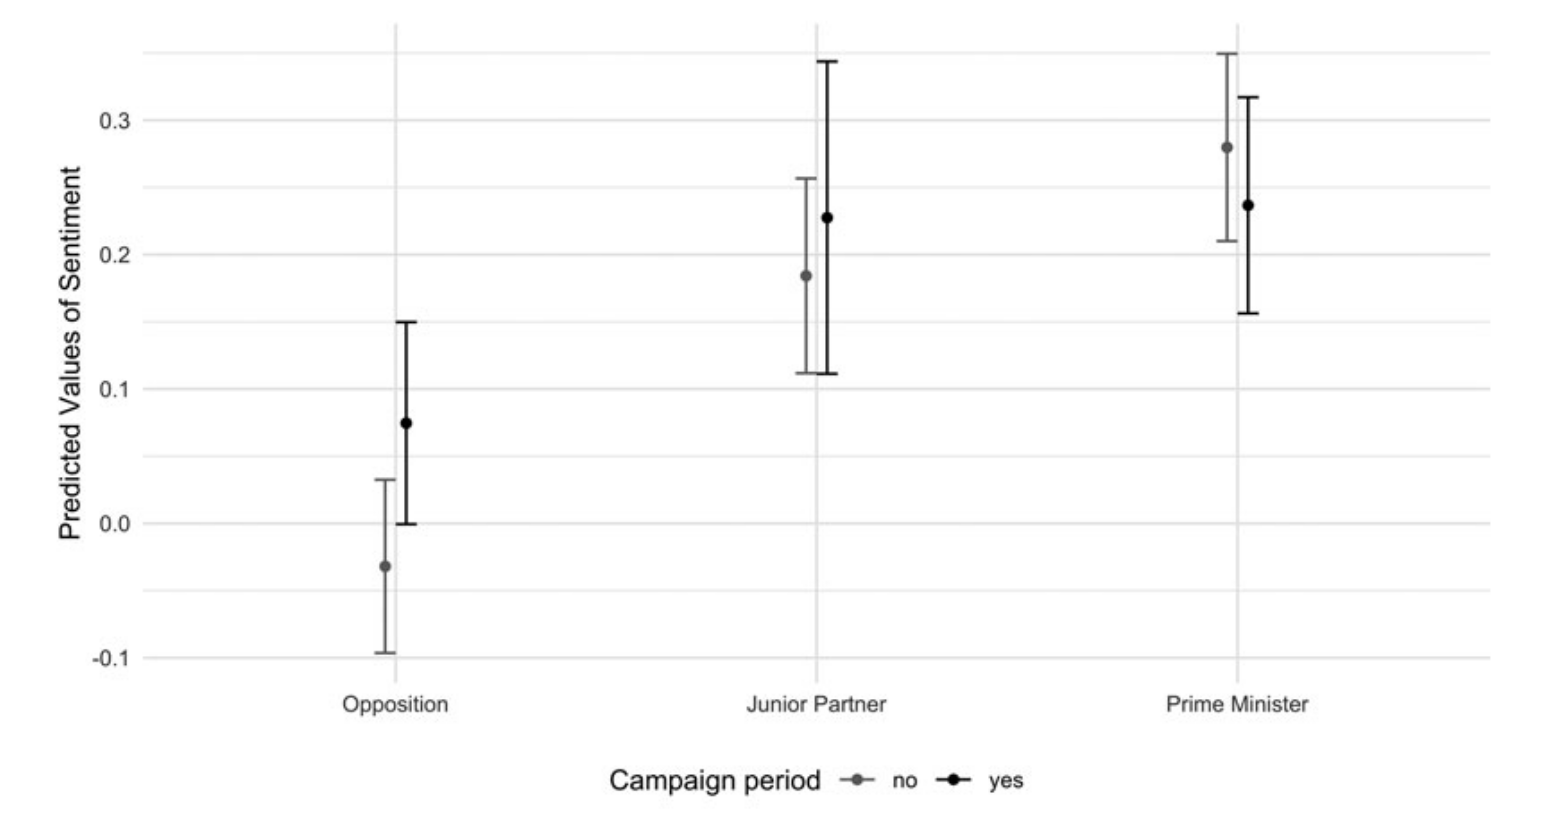 Predicted Values of Sentiment
0.3
0.2
0.1
0.0
-0.1
Opposition Junior Partner Prime Minister
Campaign period no yes